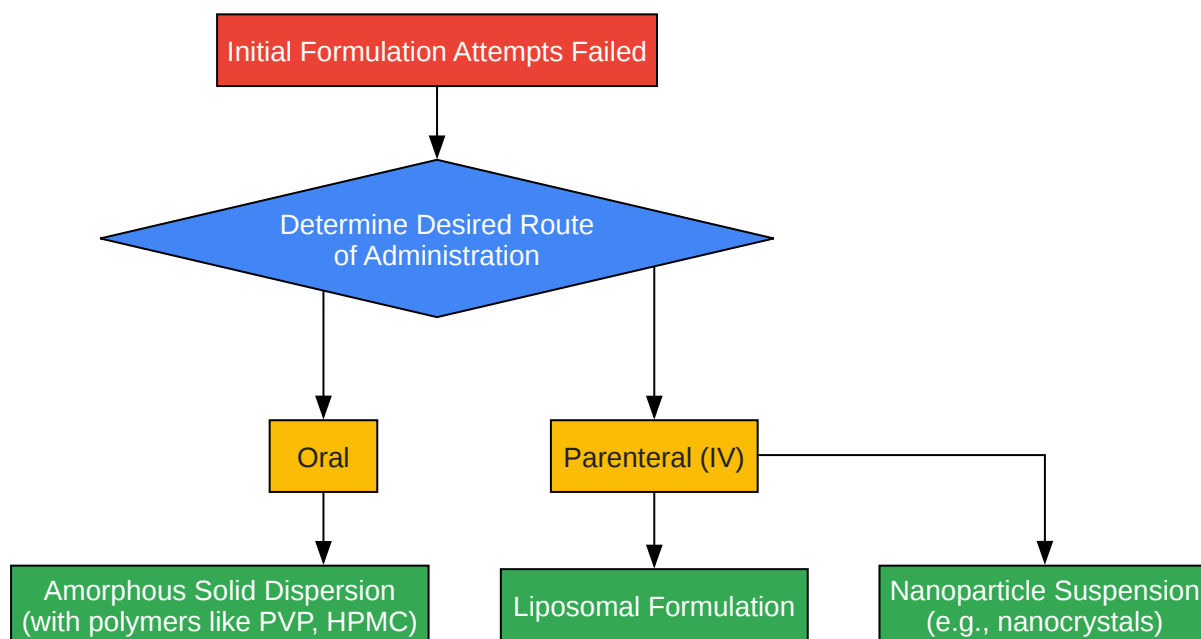 Initial Formulation Attempts Failed
Determine Desired Route
of Administration
Oral
Parenteral (IV)
Amorphous Solid Dispersion
(with polymers like PVP, HPMC)
Liposomal Formulation
Nanoparticle Suspension
(e.g., nanocrystals)